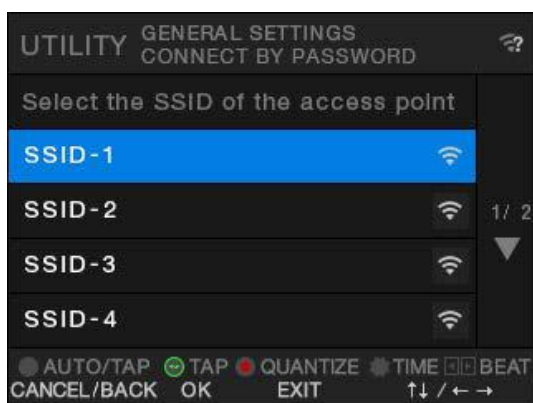 UTILITY GENERAL SETTINGS
CONNECT BY PASSWORD
Select the SSID of the access point
SSID-1
SSID-2
1/ 2
SSID-3
SSID-4
AUTO/TAP TAP QUANTIZE TIME BEAT
CANCEL/BACK OK EXIT ↑↓ / ← →